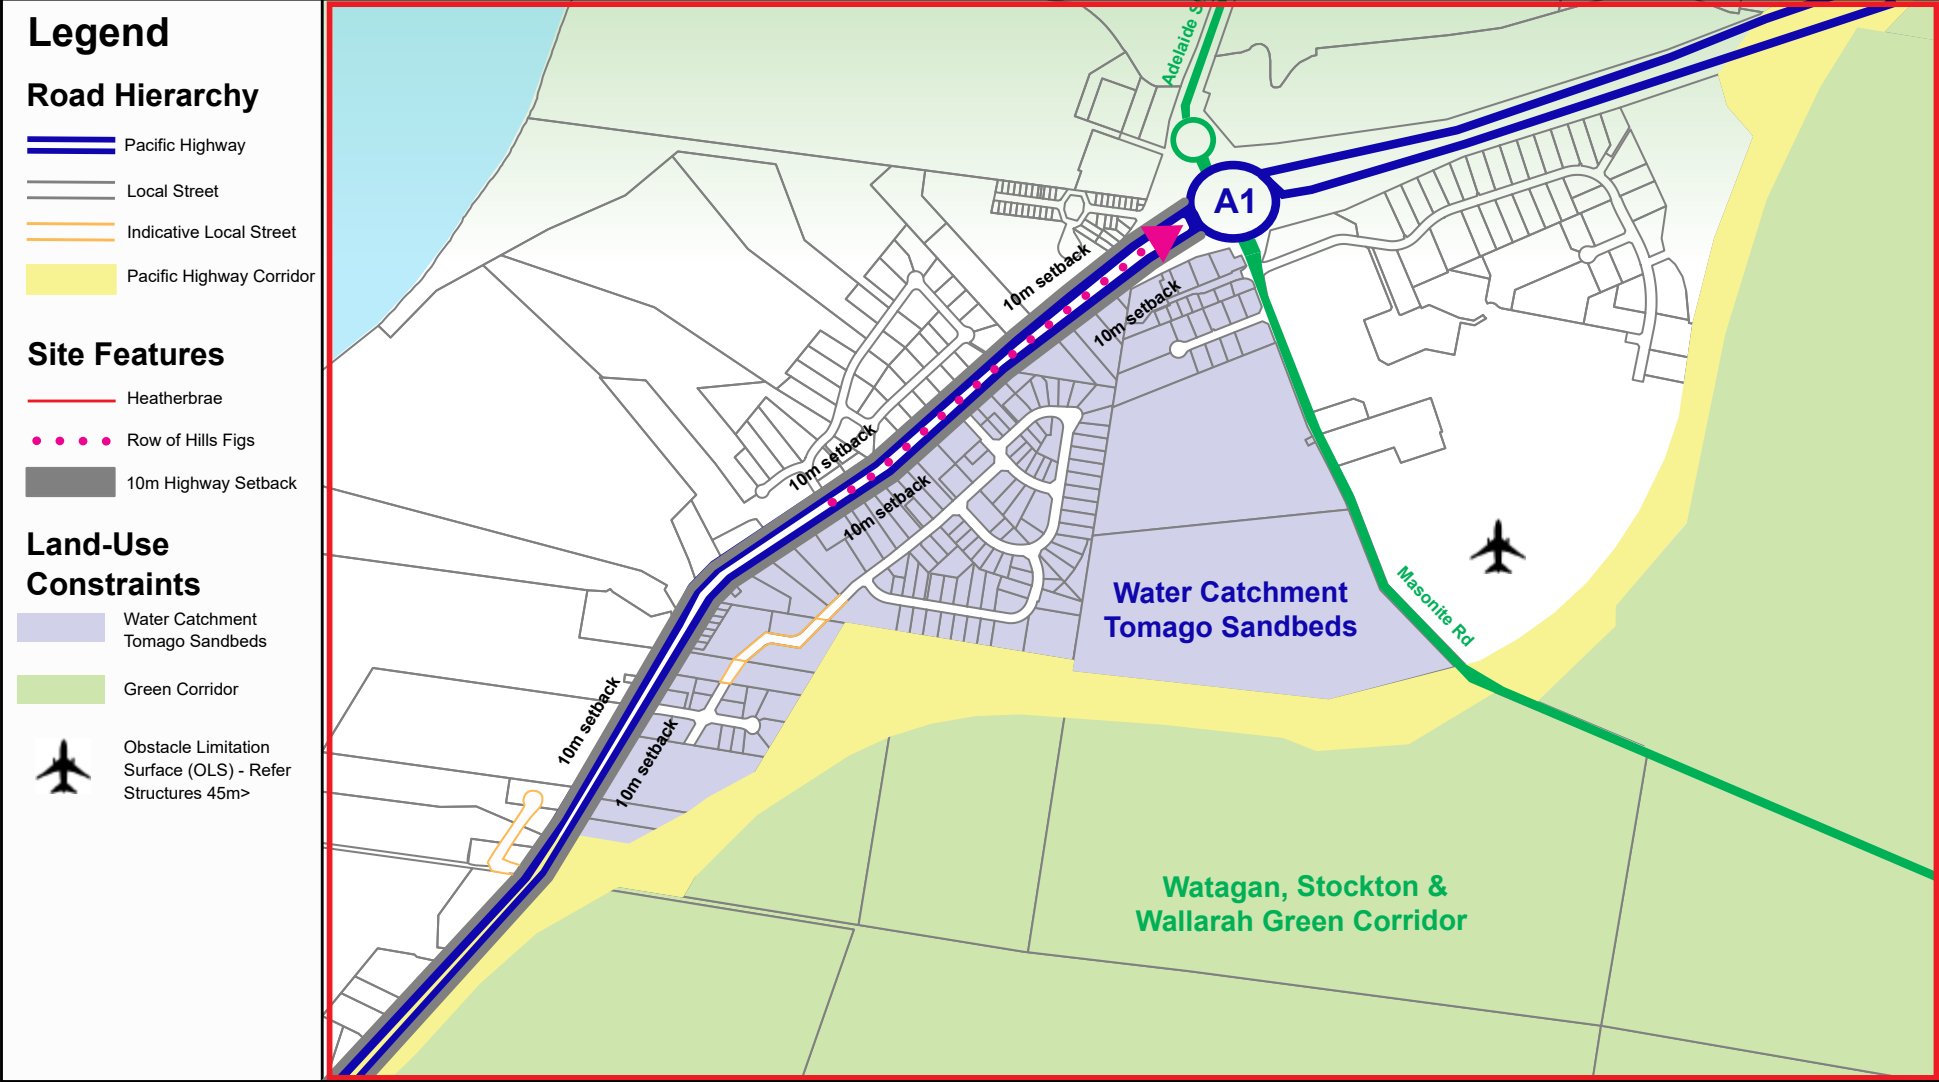 Legend
Road Hierarchy
Pacific Highway
Local Street
Indicative Local Street
Pacific Highway Corridor
Site Features
Heatherbrae
Row of Hills Figs
10m Highway Setback
Land-Use
Constraints
Water Catchment
Tomago Sandbeds
Green Corridor
Obstacle Limitation
Surface (OLS) - Refer
Structures 45m>
Adelaide S
A1
10m setback
10m setback
10m setback
10m setback
10m setback
10m setback
Water Catchment
Tomago Sandbeds
Masonite Rd
Watagan, Stockton &
Wallarah Green Corridor